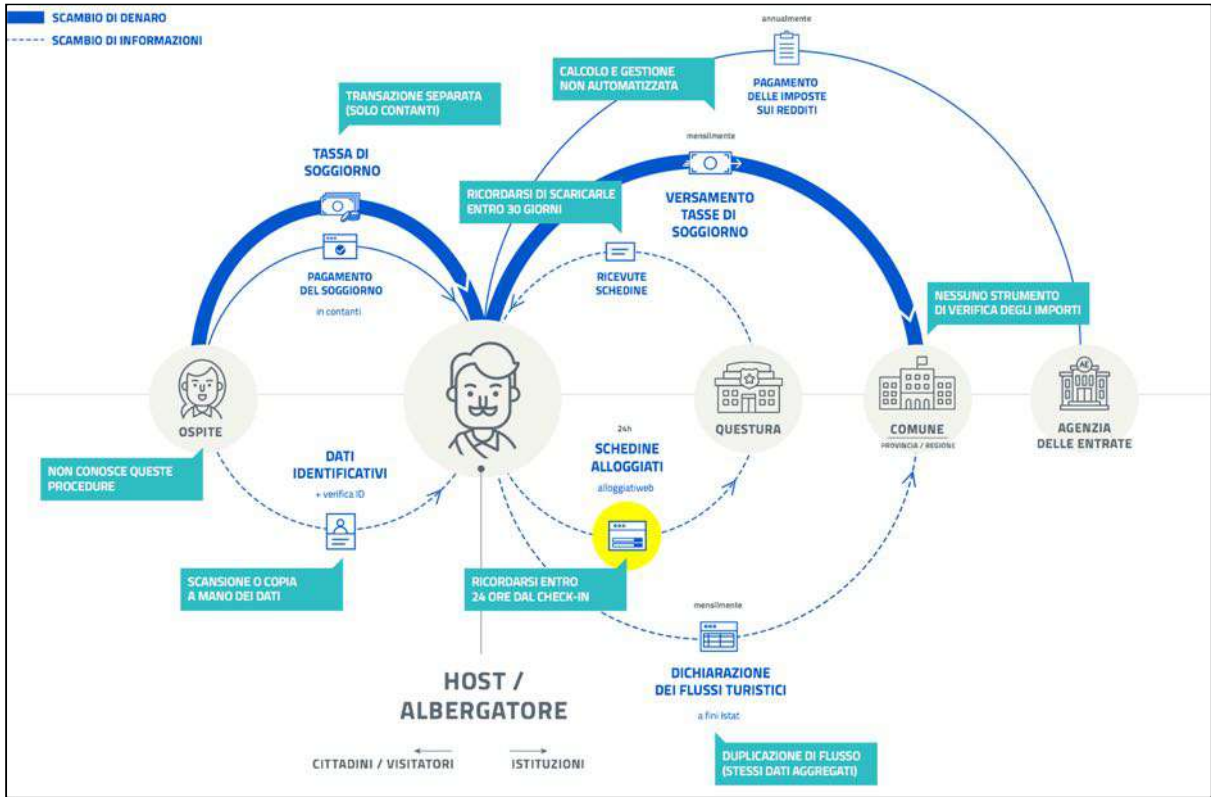 SCAMBIO DI DENARO
SCAMBIO DI INFORMAZIONI
annualmente
PAGAMENTO
DELLE IMPOSTE
SUI REDDITI
CALCOLO E GESTIONE
NON AUTOMATIZZATA
TRANSAZIONE SEPARATA
(SOLO CONTANTI)
TASSA DI
SOGGIORNO
mensilmente
VERSAMENTO
TASSE DI
SOGGIORNO
RICORDARSI DI SCARICARLE
ENTRO 30 GIORNI
PAGAMENTO
DEL SOGGIORNO
in contanti
RICEVUTE
SCHEDINE
NESSUNO STRUMENTO
DI VERIFICA DEGLI IMPORTI
OSPITE
QUESTURA
COMUNE
PROVINCIA / REGIONE
AE
AGENZIA
DELLE ENTRATE
NON CONOSCE QUESTE
PROCEDURE
DATI
IDENTIFICATIVI
+ verifica ID
24h
SCHEDINE
ALLOGGIATI
alloggiatiweb
SCANSIONE O COPIA
A MANO DEI DATI
RICORDARSI ENTRO
24 ORE DAL CHECK-IN
mensilmente
DICHIARAZIONE
DEI FLUSSI TURISTICI
a fini Istat
HOST /
ALBERGATORE
CITTADINI / VISITATORI
ISTITUZIONI
DUPLICAZIONE DI FLUSSO
(STESSI DATI AGGREGATI)